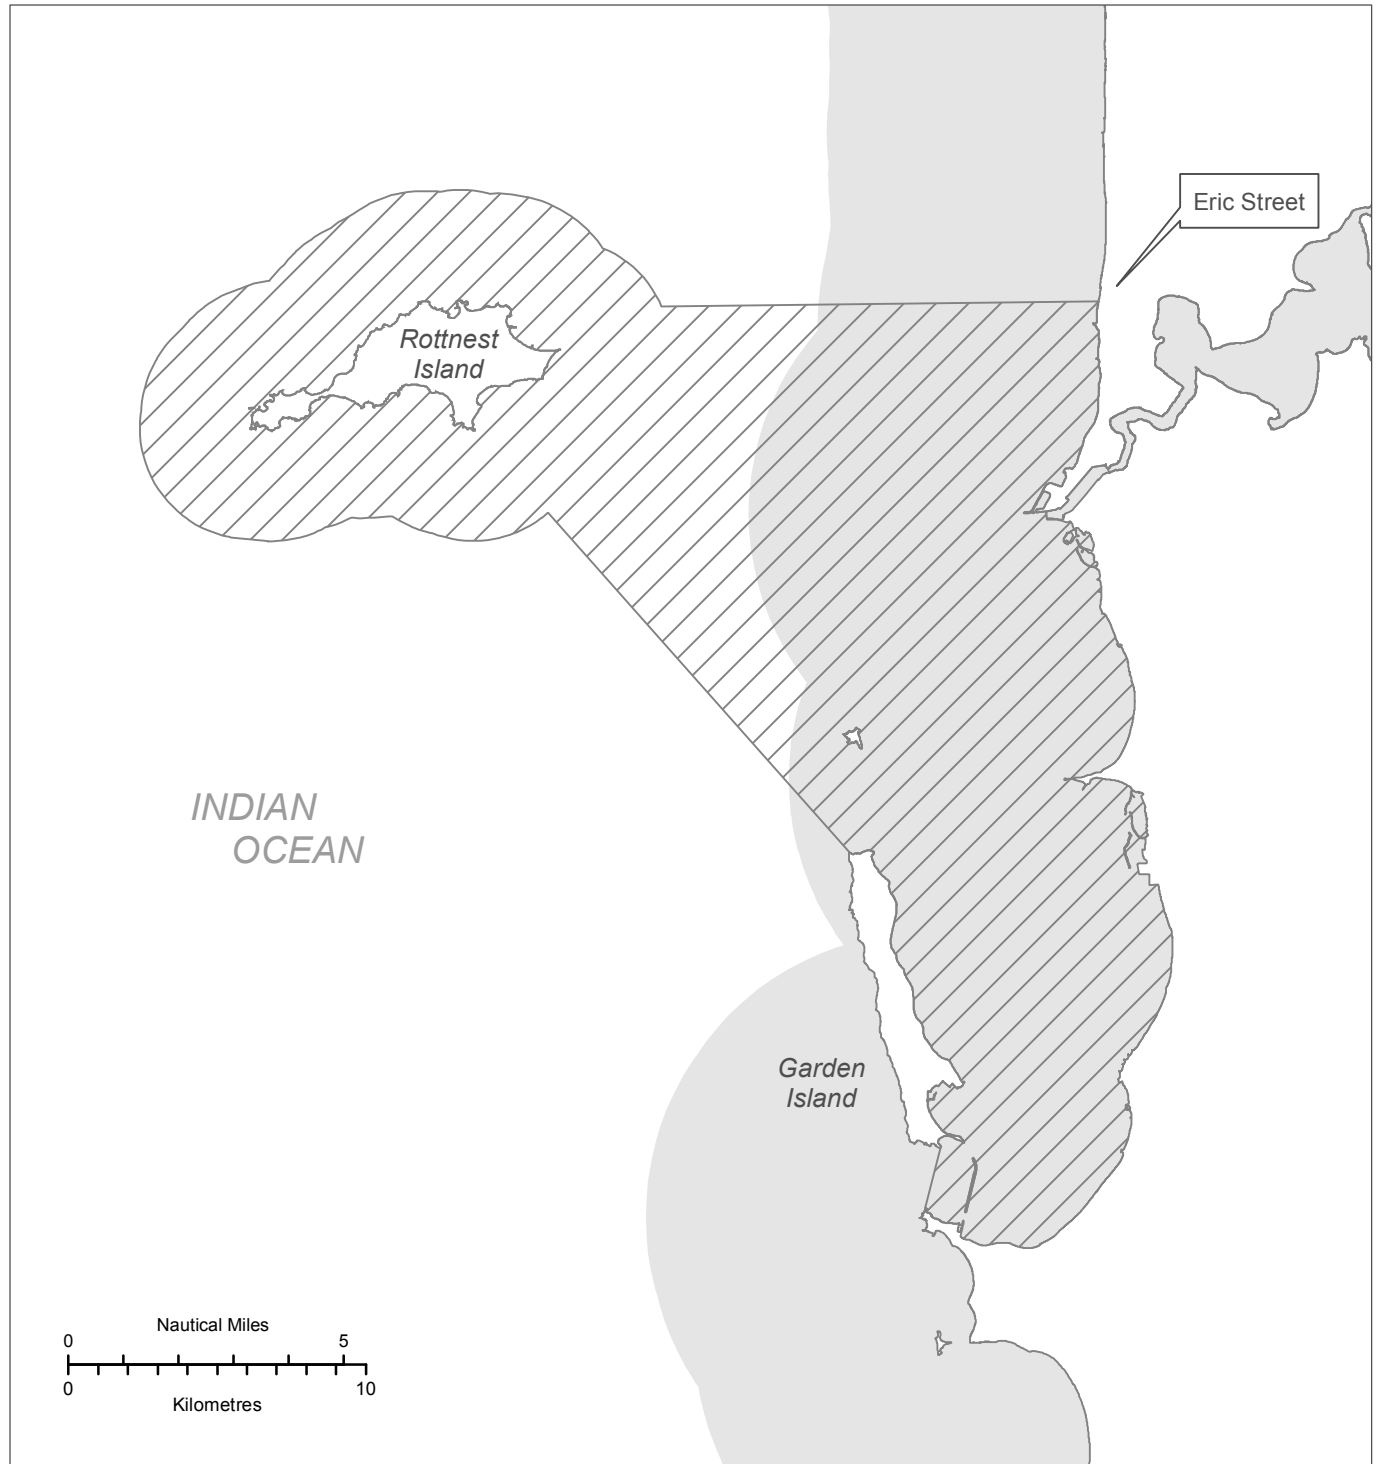 Eric Street
Rottnest
Island
INDIAN
OCEAN
Garden
Island
Nautical Miles
0 5
0 10
Kilometres